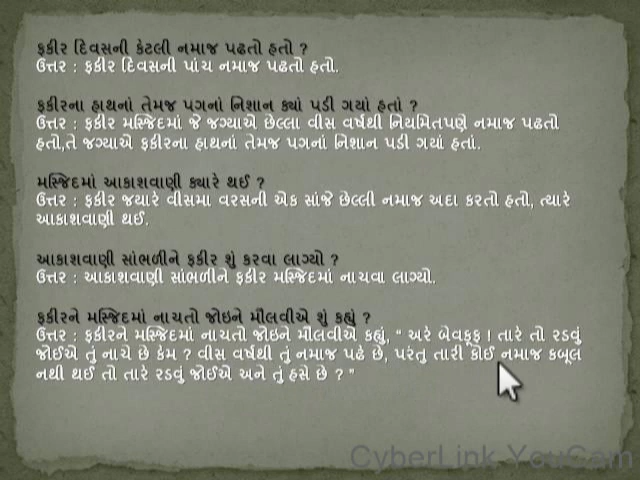 ફકીર દિવસની કેટલી નમાજ પઢતો હતો ?
ઉત્તર : ફકીર દિવસની પાંચ નમાજ પઢતો હતો.
ફકીરના હાથનાં તેમજ પગનાં નિશાન ક્યાં પડી ગયાં હતાં ?
ઉત્તર : ફકીર મસ્જિદમાં જે જગ્યાએ છેલ્લા વીસ વર્ષથી નિયમિતપણે નમાજ પઢતો
હતો,તે જગ્યાએ ફકીરના હાથનાં તેમજ પગનાં નિશાન પડી ગયાં હતાં.
મસ્જિદમાં આકાશવાણી ક્યારે થઈ ?
ઉત્તર : ફકીર જયારે વીસમા વરસની એક સાંજે છેલ્લી નમાજ અદા કરતો હતો, ત્યારે
આકાશવાણી થઈ.
આકાશવાણી સાંભળીને ફકીર શું કરવા લાગ્યો ?
ઉત્તર : આકાશવાણી સાંભળીને ફકીર મસ્જિદમાં નાચવા લાગ્યો.
ફકીરને મસ્જિદમાં નાચતો જોઇને મૌલવીએ શું કહ્યું ?
ઉત્તર : ફકીરને મસ્જિદમાં નાચતો જોઇને મૌલવીએ કહ્યું, “ અરે બેવકૂફ ! તારે તો રડવું
જોઈએ તું નાચે છે કેમ ? વીસ વર્ષથી તું નમાજ પઢે છે, પરંતુ તારી કોઈ નમાજ કબૂલ
નથી થઈ તો તારે રડવું જોઈએ અને તું હસે છે ? ”
CyberLink YouCam